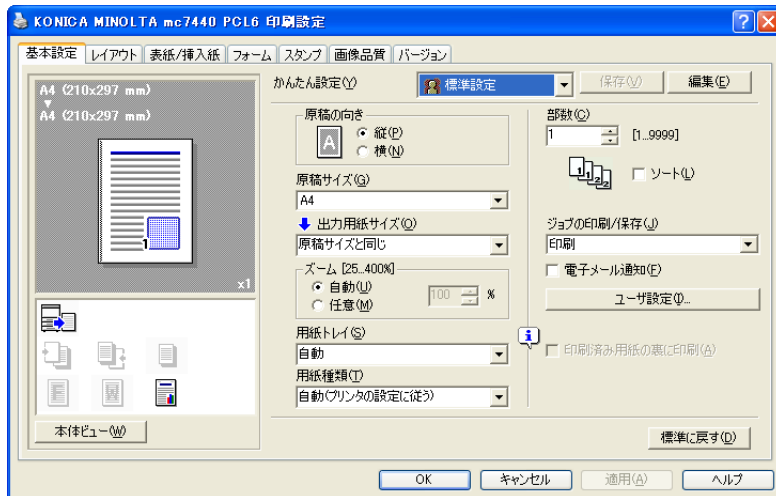 KONICA MINOLTA mc7440 PCL6 印刷設定
基本設定 レイアウト 表紙/挿入紙 フォーム スタンプ 画像品質 バージョン
A4 (210x297 mm)
A4 (210x297 mm)
1
x1
本体ビュー(W)
かんたん設定(Y) 標準設定 保存(V) 編集(E)
原稿の向き
A
縦(P)
横(N)
原稿サイズ(G)
A4
出力用紙サイズ(O)
原稿サイズと同じ
ズーム [25...400%]
自動(U)
任意(M)
100 %
用紙トレイ(S)
自動
用紙種類(T)
自動(プリンタの設定に従う)
部数(C)
1 [1...9999]
1 1 2 2
ソート(L)
ジョブの印刷/保存(J)
印刷
電子メール通知(F)
ユーザ設定(I)...
印刷済み用紙の裏に印刷(A)
標準に戻す(D)
OK キャンセル 適用(A) ヘルプ